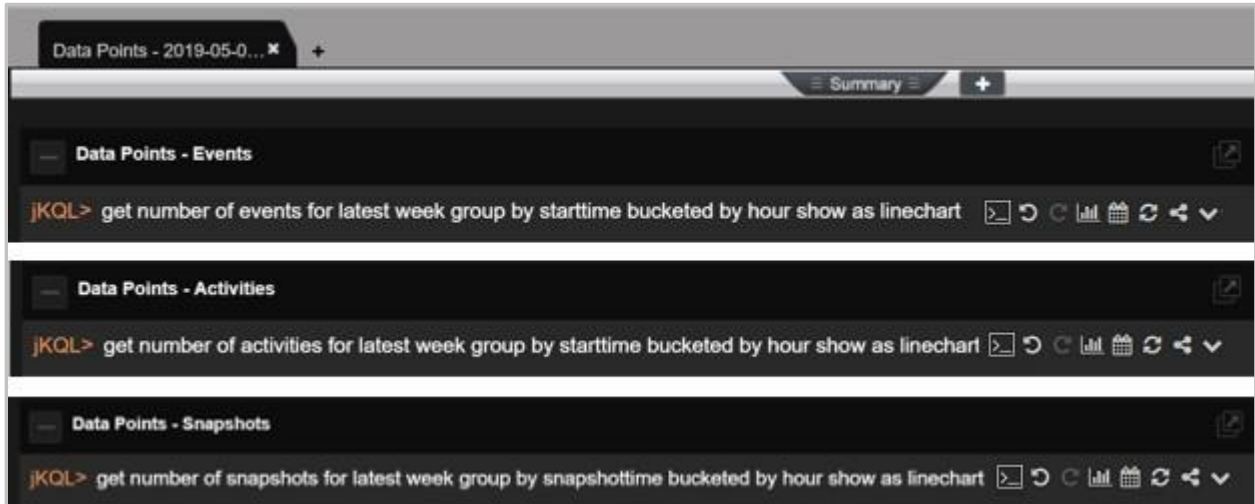 Data Points - 2019-05-0...
Summary
Data Points - Events
jKQL> get number of events for latest week group by starttime bucketed by hour show as linechart
Data Points - Activities
jKQL> get number of activities for latest week group by starttime bucketed by hour show as linechart
Data Points - Snapshots
jKQL> get number of snapshots for latest week group by snapshottime bucketed by hour show as linechart